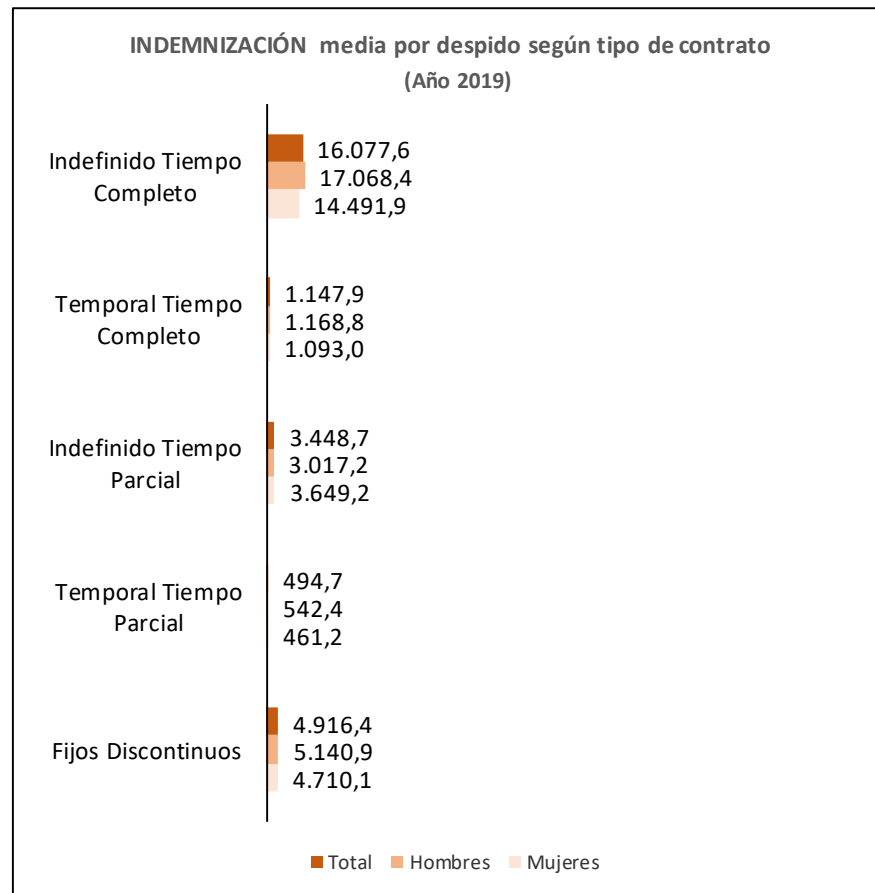 INDEMNIZACIÓN media por despido según tipo de contrato
(Año 2019)
Indefinido Tiempo
Completo
16.077,6
17.068,4
14.491,9
Temporal Tiempo
Completo
1.147,9
1.168,8
1.093,0
Indefinido Tiempo
Parcial
3.448,7
3.017,2
3.649,2
Temporal Tiempo
Parcial
494,7
542,4
461,2
Fijos Discontinuos
4.916,4
5.140,9
4.710,1
Total Hombres Mujeres